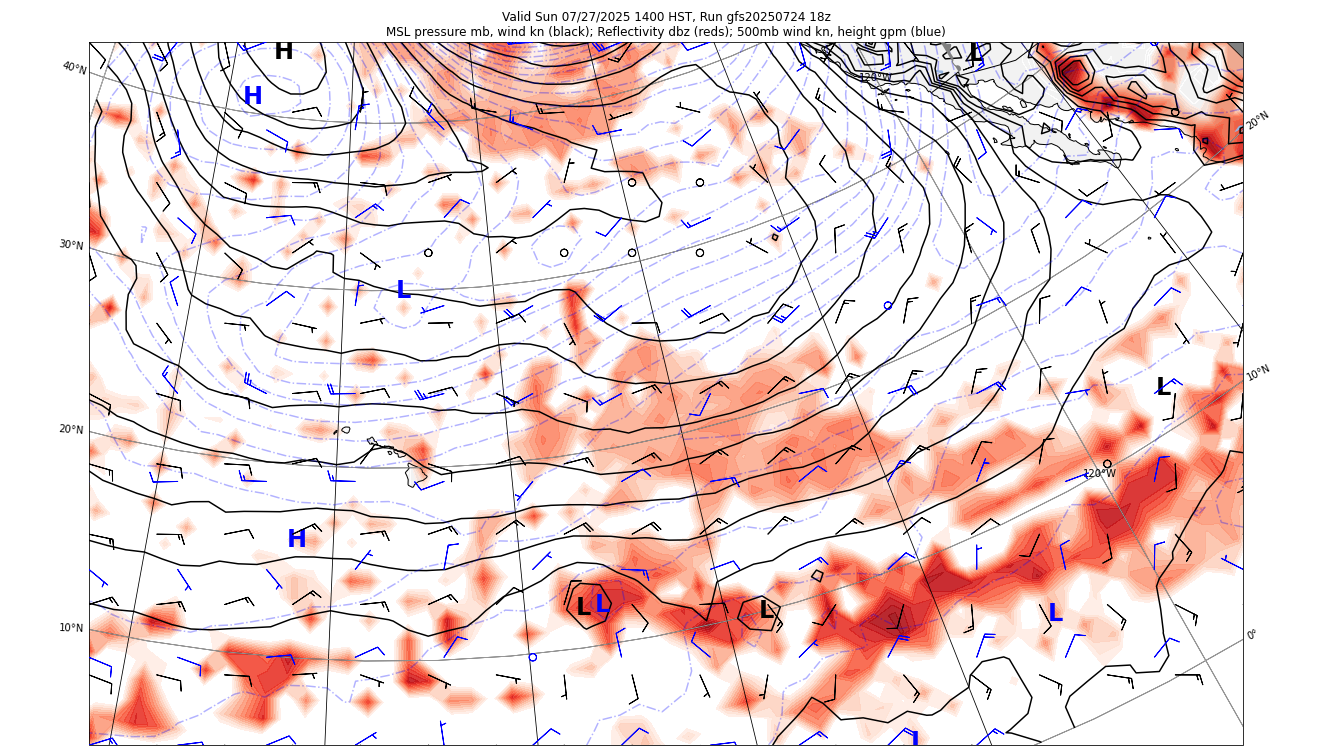 Valid Sun 07/27/2025 1400 HST, Run gfs20250724 18z
MSL pressure mb, wind kn (black); Reflectivity dbz (reds); 500mb wind kn, height gpm (blue)
H
L
40°N
120°W
H
20°N
30°N
L
10°N
L
20°N
120°W
H
L
L
L
L
10°N
0°
L